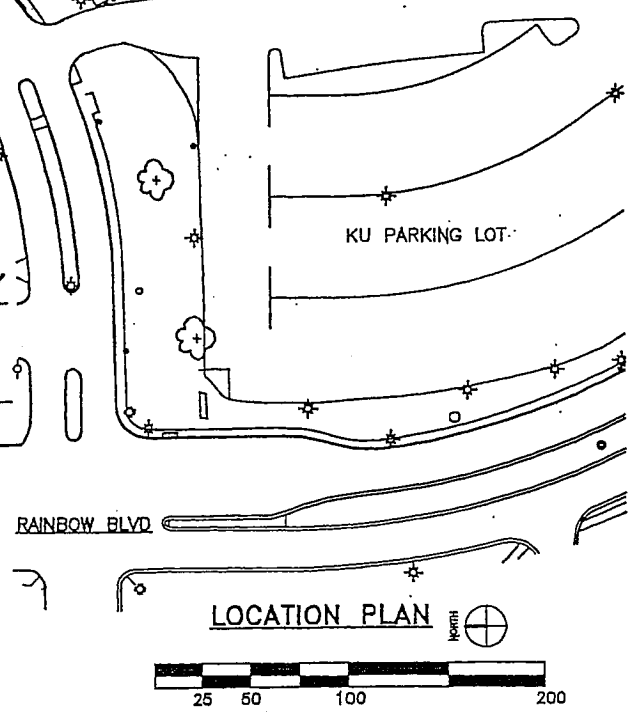 KU PARKING LOT
RAINBOW BLVD
LOCATION PLAN
NORTH
25 50 100 200